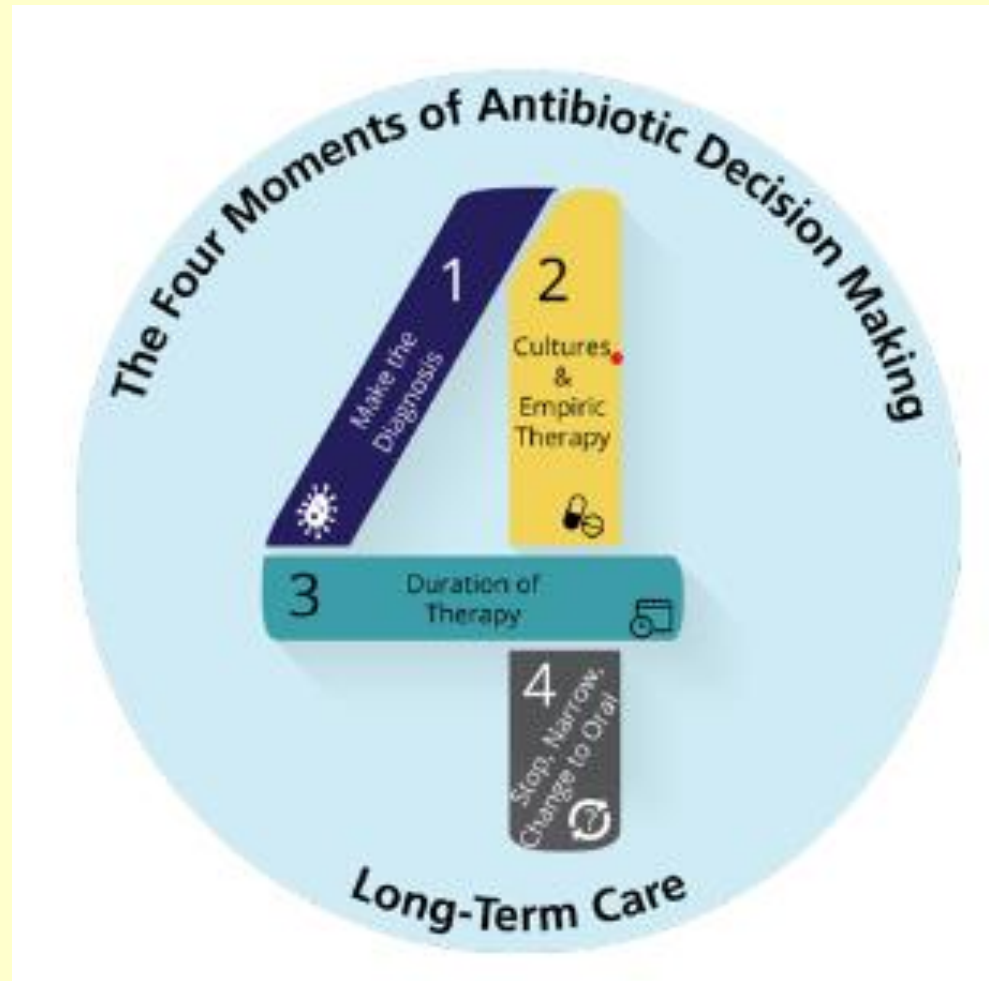 The Four Moments of Antibiotic Decision Making
1
Make the
Diagnosis
2
Cultures
&
Empiric
Therapy
3
Duration of
Therapy
4
Stop, Narrow,
Change to Oral
?
Long-Term Care